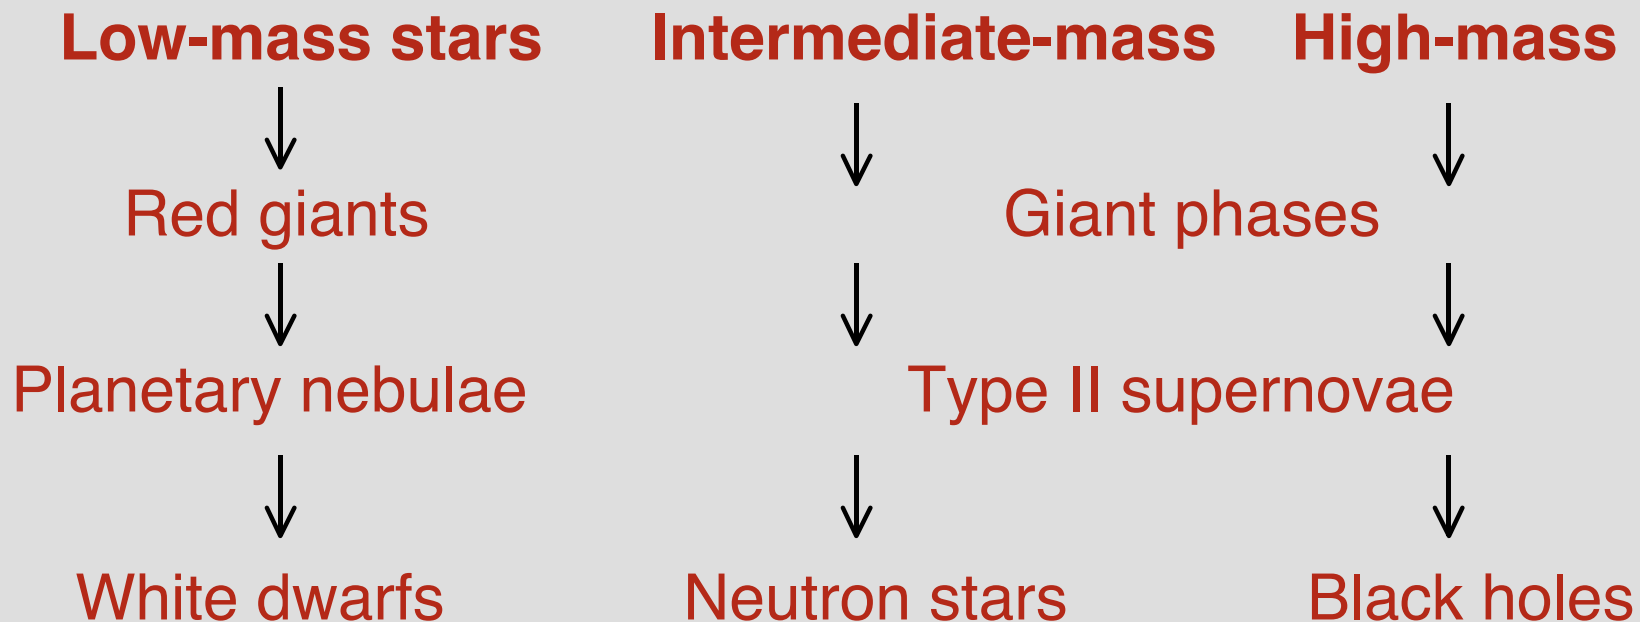 Low-mass stars Intermediate-mass High-mass
Red giants Giant phases
Planetary nebulae Type II supernovae
White dwarfs Neutron stars Black holes